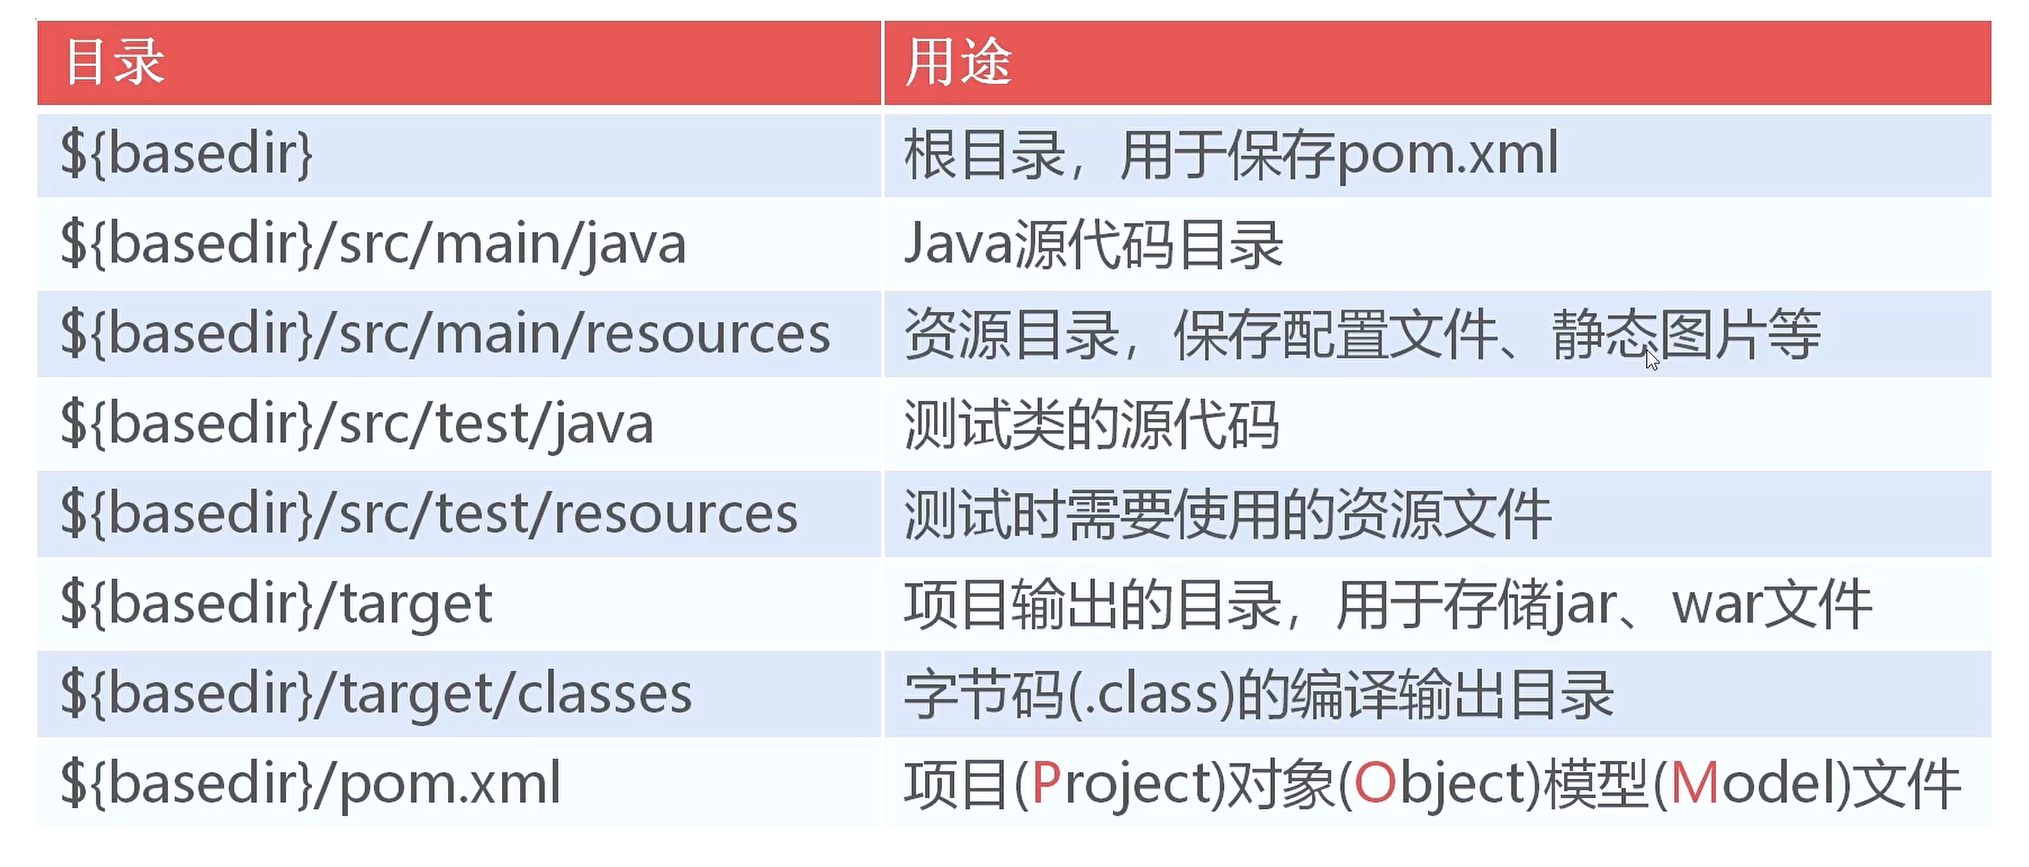 目录 用途
${basedir} 根目录，用于保存pom.xml
${basedir}/src/main/java Java源代码目录
${basedir}/src/main/resources 资源目录，保存配置文件、静态图片等
${basedir}/src/test/java 测试类的源代码
${basedir}/src/test/resources 测试时需要使用的资源文件
${basedir}/target 项目输出的目录，用于存储jar、war文件
${basedir}/target/classes 字节码(.class)的编译输出目录
${basedir}/pom.xml 项目(Project)对象(Object)模型(Model)文件